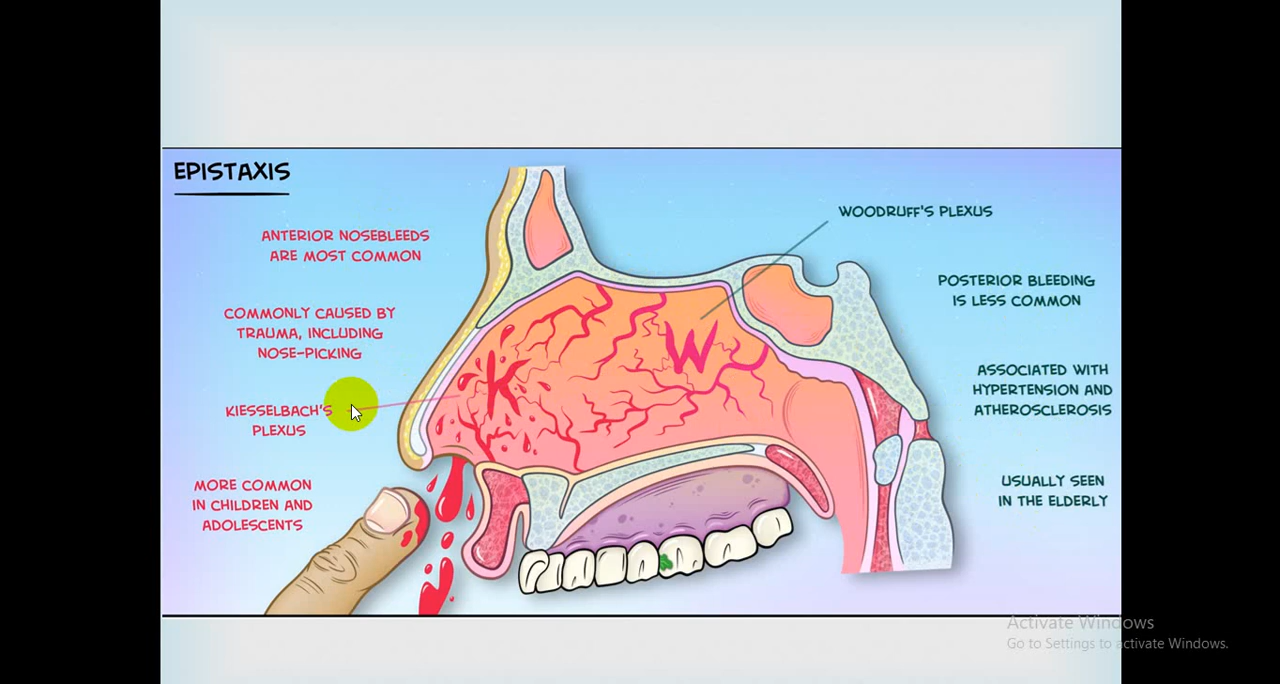 EPISTAXIS
ANTERIOR NOSEBLEEDS
ARE MOST COMMON
COMMONLY CAUSED BY
TRAUMA, INCLUDING
NOSE-PICKING
KIESSELBACH'S
PLEXUS
MORE COMMON
IN CHILDREN AND
ADOLESCENTS
K
W
WOODRUFF'S PLEXUS
POSTERIOR BLEEDING
IS LESS COMMON
ASSOCIATED WITH
HYPERTENSION AND
ATHEROSCLEROSIS
USUALLY SEEN
IN THE ELDERLY
Activate Windows
Go to Settings to activate Windows.